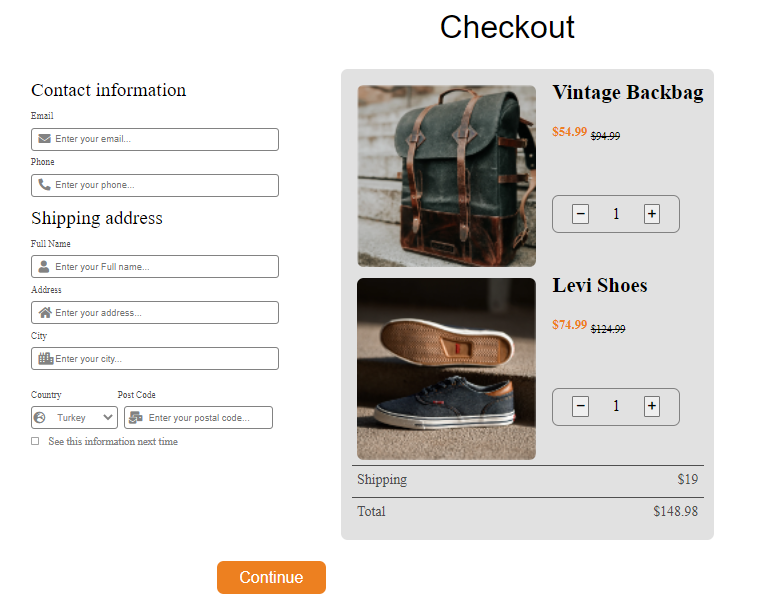 Checkout
Contact information
Email
Enter your email...
Phone
Enter your phone...
Shipping address
Full Name
Enter your Full name...
Address
Enter your address...
City
Enter your city...
Country
Post Code
Turkey
Enter your postal code...
See this information next time
Vintage Backbag
$54.99 $94.99
− 1 +
Levi Shoes
$74.99 $124.99
− 1 +
Shipping $19
Total $148.98
Continue